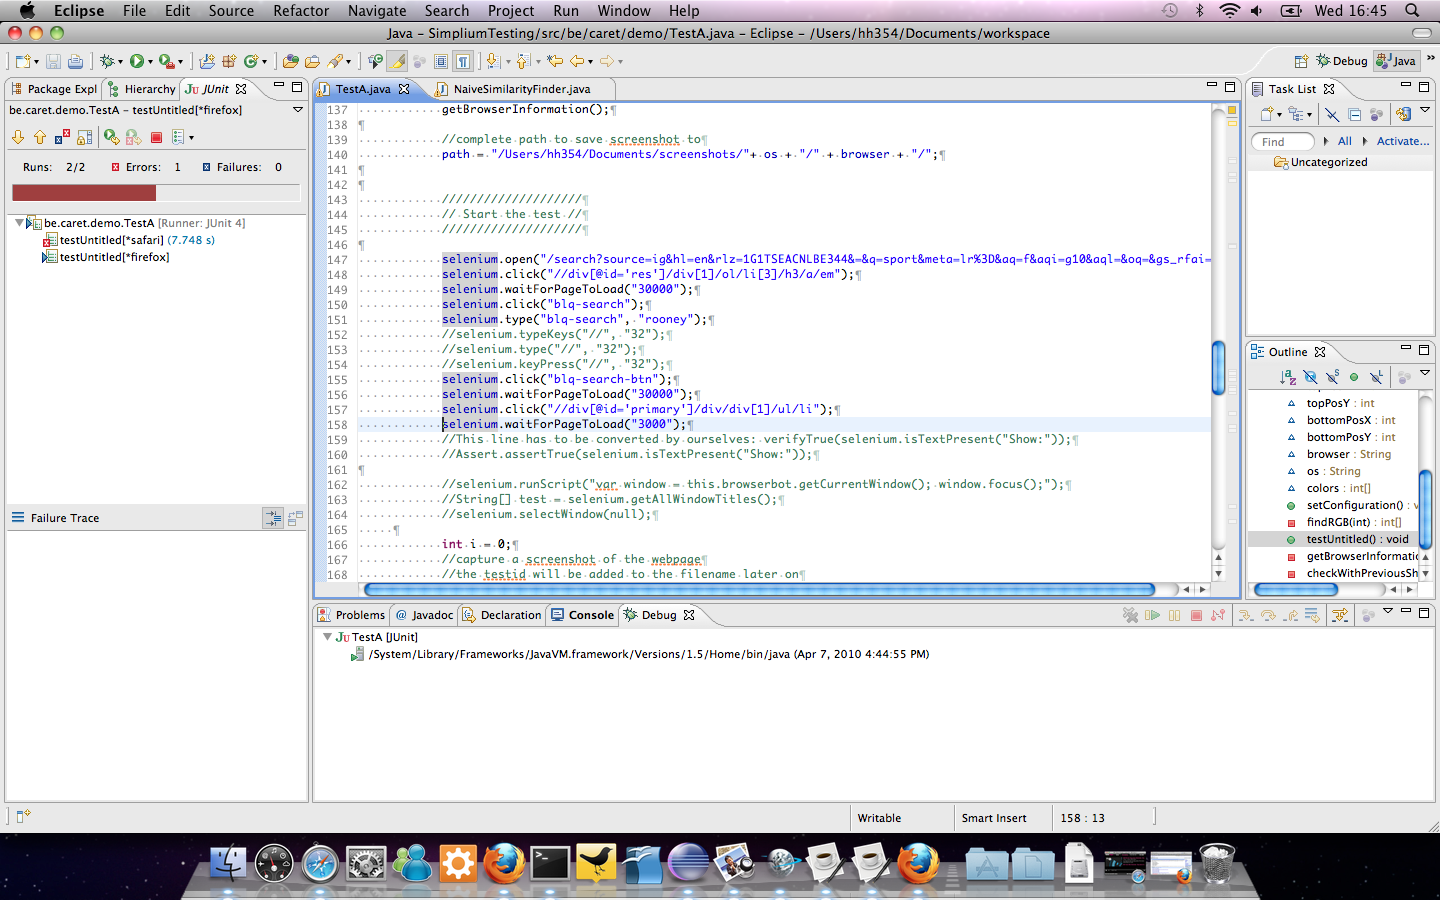 Eclipse File Edit Source Refactor Navigate Search Project Run Window Help Wed 16:45
Java – SimpliumTesting/src/be/caret/demo/TestA.java – Eclipse – /Users/hh354/Documents/workspace
Debug Java
Package Expl Hierarchy JUnit
be.caret.demo.TestA – testUntitled[*firefox]
Runs: 2/2 Errors: 1 Failures: 0
be.caret.demo.TestA [Runner: JUnit 4]
testUntitled[*safari] (7.748 s)
testUntitled[*firefox]
Failure Trace
TestA.java NaiveSimilarityFinder.java
137 getBrowserInformation();¶
138 ¶
139 //complete path to save screenshot to¶
140 path = "/Users/hh354/Documents/screenshots/"+ os + "/" + browser + "/";¶
141 ¶
142 ¶
143 ////////////////////¶
144 // Start the test //¶
145 ////////////////////¶
146 ¶
147 selenium.open("/search?source=ig&hl=en&rlz=1G1TSEACNLBE344&=&q=sport&meta=lr%3D&aq=f&aqi=g10&aql=&oq=&gs_rfai=
148 selenium.click("//div[@id='res']/div[1]/ol/li[3]/h3/a/em");¶
149 selenium.waitForPageToLoad("30000");¶
150 selenium.click("blq-search");¶
151 selenium.type("blq-search", "rooney");¶
152 //selenium.typeKeys("//", "32");¶
153 //selenium.type("//", "32");¶
154 //selenium.keyPress("//", "32");¶
155 selenium.click("blq-search-btn");¶
156 selenium.waitForPageToLoad("30000");¶
157 selenium.click("//div[@id='primary']/div/div[1]/ul/li");¶
158 selenium.waitForPageToLoad("3000");¶
159 //This line has to be converted by ourselves: verifyTrue(selenium.isTextPresent("Show:"));¶
160 //Assert.assertTrue(selenium.isTextPresent("Show:"));¶
161 ¶
162 //selenium.runScript("var window = this.browserbot.getCurrentWindow(); window.focus();");¶
163 //String[] test = selenium.getAllWindowTitles();¶
164 //selenium.selectWindow(null);¶
165 ¶
166 int i = 0;¶
167 //capture a screenshot of the webpage¶
168 //the testid will be added to the filename later on¶
Task List
Find All Activate...
Uncategorized
Outline
topPosY : int
bottomPosX : int
bottomPosY : int
browser : String
os : String
colors : int[]
setConfiguration() : v
findRGB(int) : int[]
testUntitled() : void
getBrowserInformatio
checkWithPreviousSh
Problems @ Javadoc Declaration Console Debug
TestA [JUnit]
/System/Library/Frameworks/JavaVM.framework/Versions/1.5/Home/bin/java (Apr 7, 2010 4:44:55 PM)
Writable Smart Insert 158 : 13